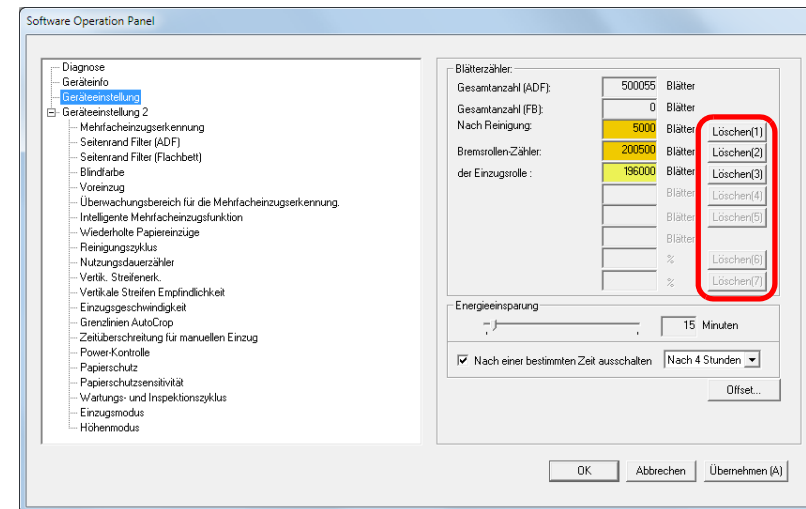 Software Operation Panel
Diagnose
Geräteinfo
Geräteeinstellung
Geräteeinstellung 2
Mehrfacheinzugserkennung
Seitenrand Filter (ADF)
Seitenrand Filter (Flachbett)
Blindfarbe
Voreinzug
Überwachungsbereich für die Mehrfacheinzugserkennung.
Intelligente Mehrfacheinzugsfunktion
Wiederholte Papiereinzüge
Reinigungszyklus
Nutzungsdauerzähler
Vertik. Streifenerk.
Vertikale Streifen Empfindlichkeit
Einzugsgeschwindigkeit
Grenzlinien AutoCrop
Zeitüberschreitung für manuellen Einzug
Power-Kontrolle
Papierschutz
Papierschutzsensitivität
Wartungs- und Inspektionszyklus
Einzugsmodus
Höhenmodus
Blätterzähler:
Gesamtanzahl (ADF): 500055 Blätter
Gesamtanzahl (FB): 0 Blätter
Nach Reinigung: 5000 Blätter Löschen(1)
Bremsrollen-Zähler: 200500 Blätter Löschen(2)
der Einzugsrolle : 196000 Blätter Löschen(3)
Blätter Löschen(4)
Blätter Löschen(5)
Blätter
% Löschen(6)
% Löschen(7)
Energieeinsparung
15 Minuten
Nach einer bestimmten Zeit ausschalten Nach 4 Stunden
Offset...
OK Abbrechen Übernehmen (A)